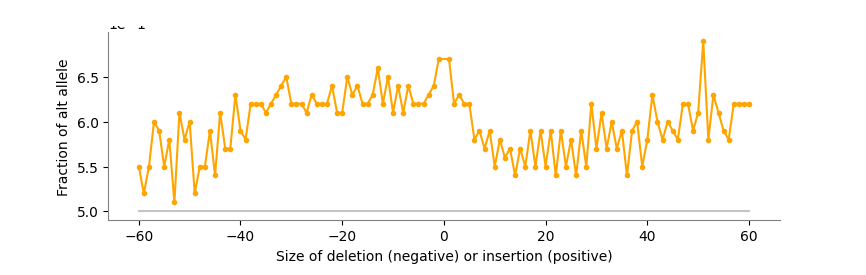 Fraction of alt allele
6.5
6.0
5.5
5.0
−60 −40 −20 0 20 40 60
Size of deletion (negative) or insertion (positive)